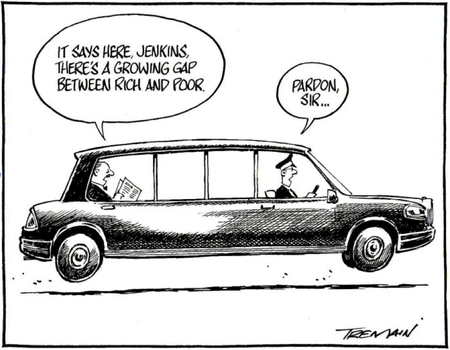 IT SAYS HERE, JENKINS,
THERE'S A GROWING GAP
BETWEEN RICH AND POOR.
PARDON,
SIR...
TREMAIN